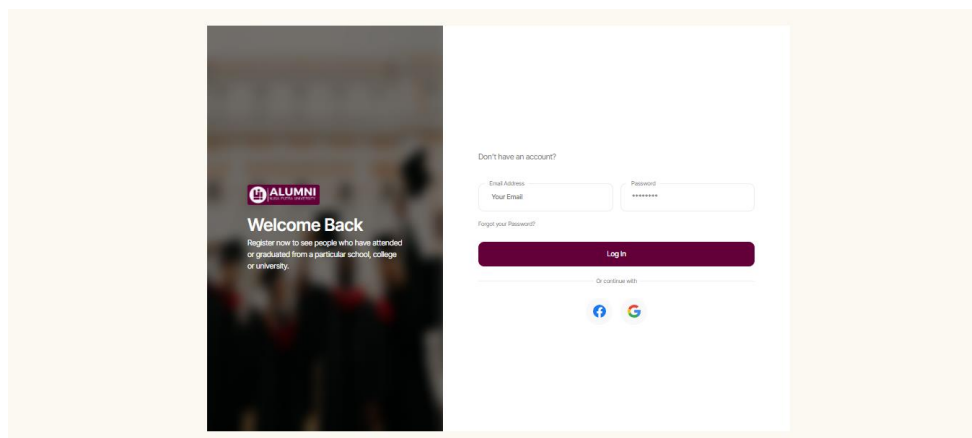 ALUMNI
Welcome Back
Register now to see people who have attended
or graduated from a particular school, college
or university.
Don't have an account?
Email Address
Your Email
Password
********
Forgot your Password?
Log In
Or continue with